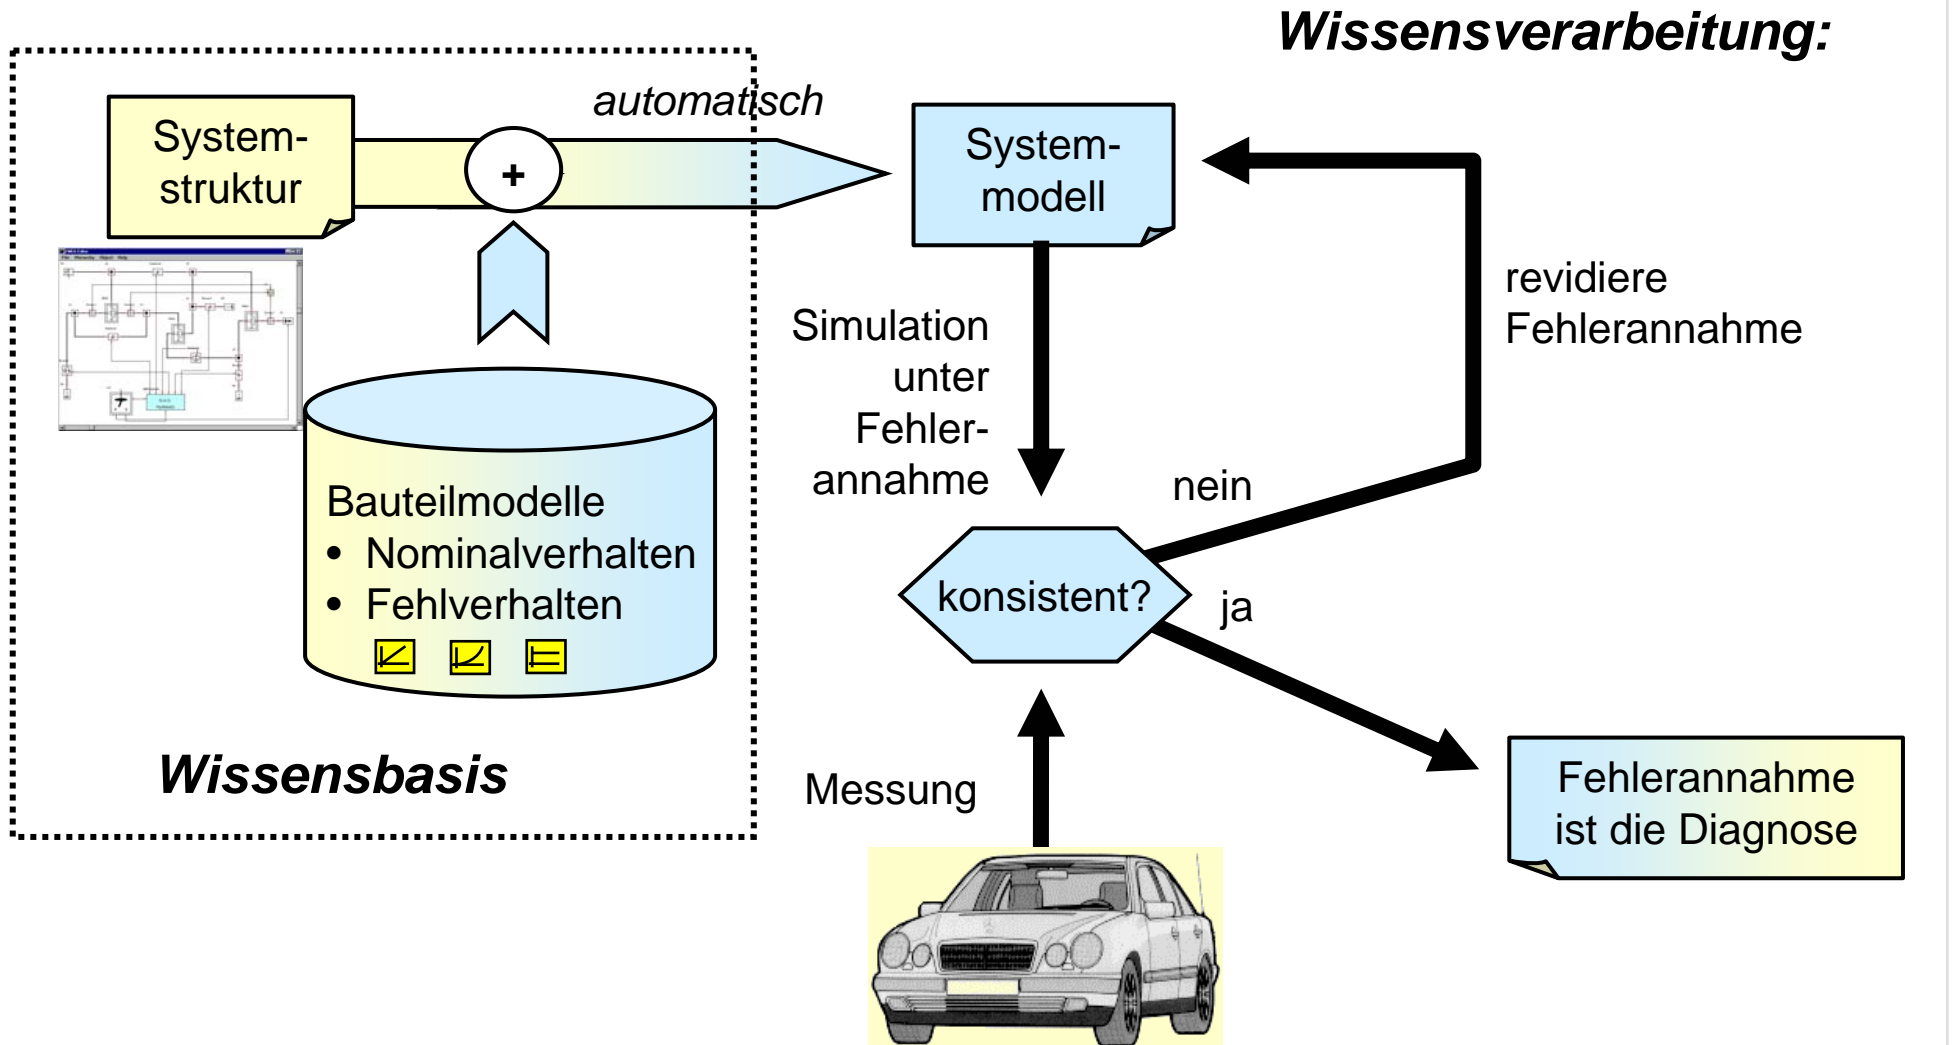 Wissensverarbeitung:
automatisch
System-
struktur
+
System-
modell
revidiere
Fehlerannahme
Simulation
unter
Fehler-
annahme
nein
Bauteilmodelle
• Nominalverhalten
• Fehlverhalten
konsistent?
ja
Wissensbasis
Messung
Fehlerannahme
ist die Diagnose